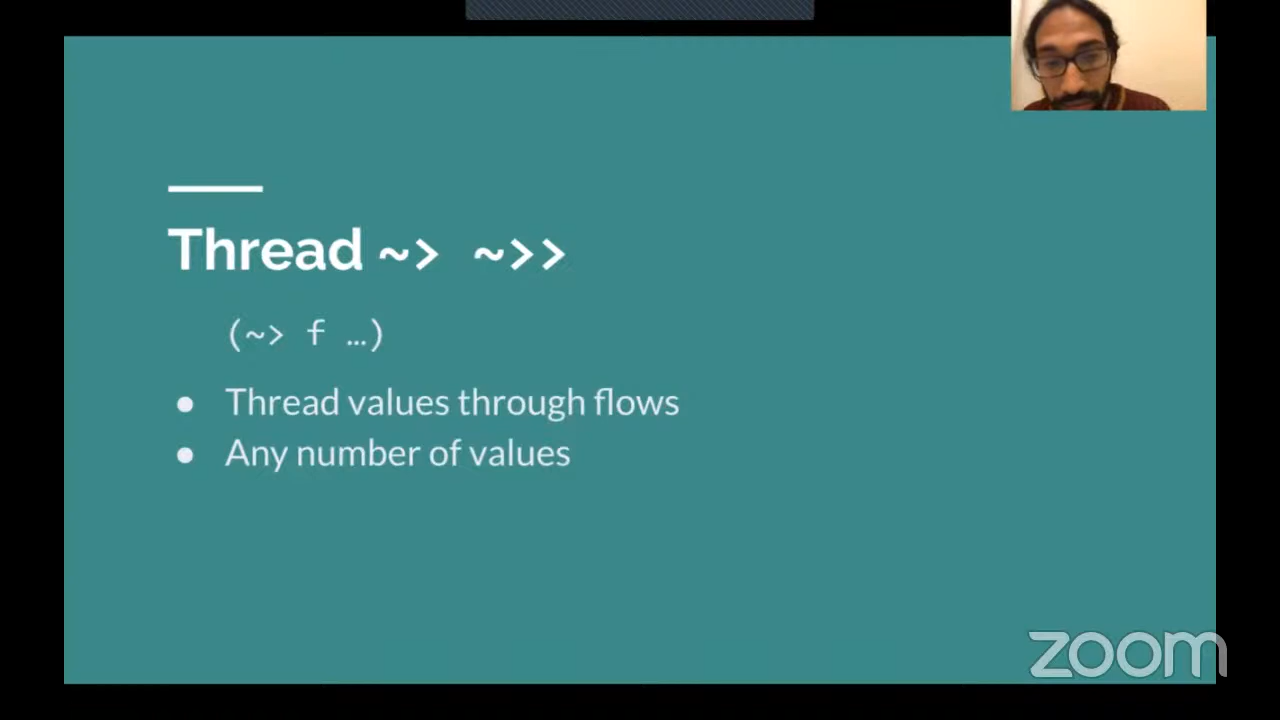 Thread ~> ~>>
(~> f …)
● Thread values through flows
● Any number of values
zoom